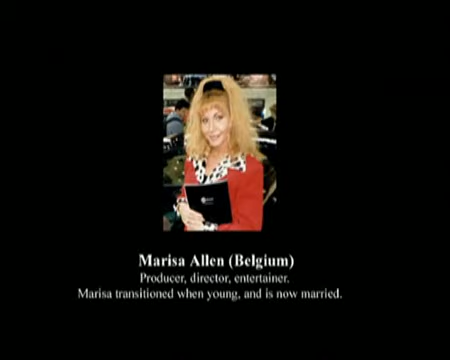 Marisa Allen (Belgium)
Producer, director, entertainer.
Marisa transitioned when young, and is now married.